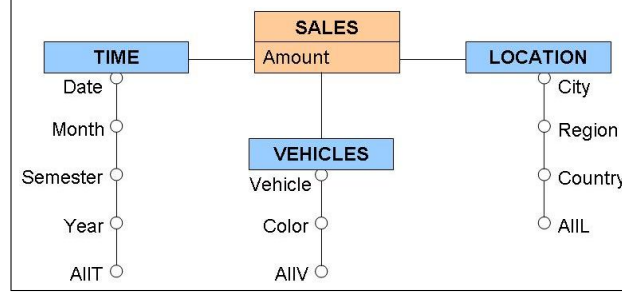 SALES
Amount
TIME
Date
Month
Semester
Year
AllT
VEHICLES
Vehicle
Color
AllV
LOCATION
City
Region
Country
AllL